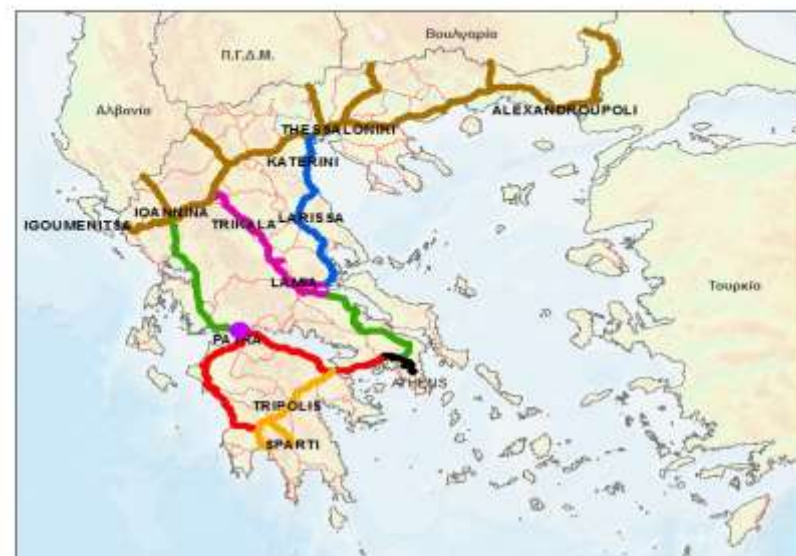 Βουλγαρία
Π.Γ.Δ.Μ.
Αλβανία
ALEXANDROUPOLI
THESSALONIKI
KATERINI
IOANNINA
IGOUMENITSA
TRIKALA
LARISSA
LAMIA
Τουρκία
PATRA
ATHENS
TRIPOLIS
SPARTI